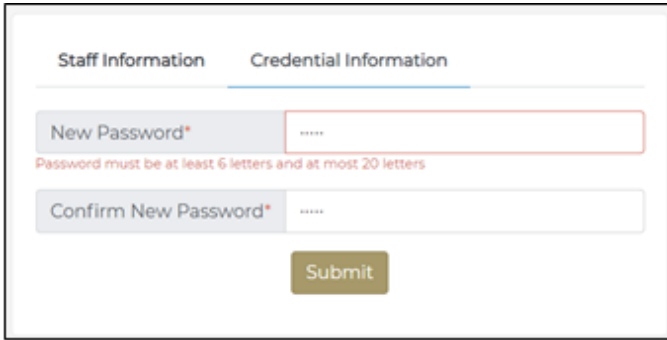 Staff Information Credential Information
New Password* .....
Password must be at least 6 letters and at most 20 letters
Confirm New Password* .....
Submit